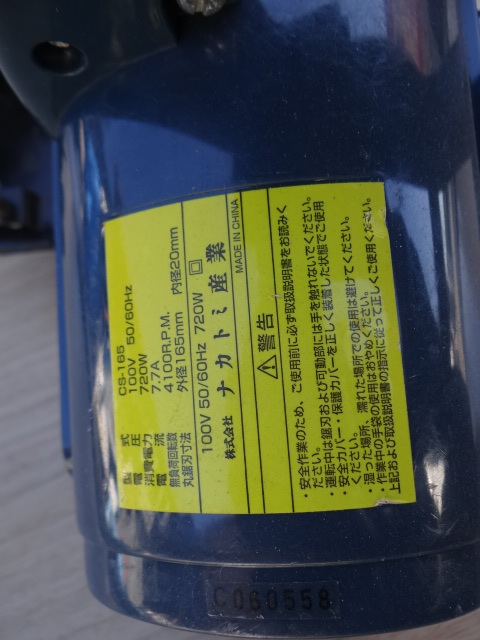 型式 CS-165
電圧 100V 50/60Hz
消費電力 720W
電流 7.7A
無負荷回転数 4100R.P.M.
丸鋸刃寸法 外径165mm 内径20mm
100V 50/60Hz 720W
株式会社 ナカトミ産業
MADE IN CHINA
⚠警告
・安全作業のため、ご使用前に必ず取扱説明書をお読みく
ださい。
・運転中は鋸刃および可動部には手を触れないでください。
・安全カバー・保護カバーを正しく装着した状態でご使用
ください。
・湿った場所、濡れた場所での使用は避けてください。
・作業中の手袋の使用はおやめください。
上記および取扱説明書の指示に従って正しくご使用ください。
C060558